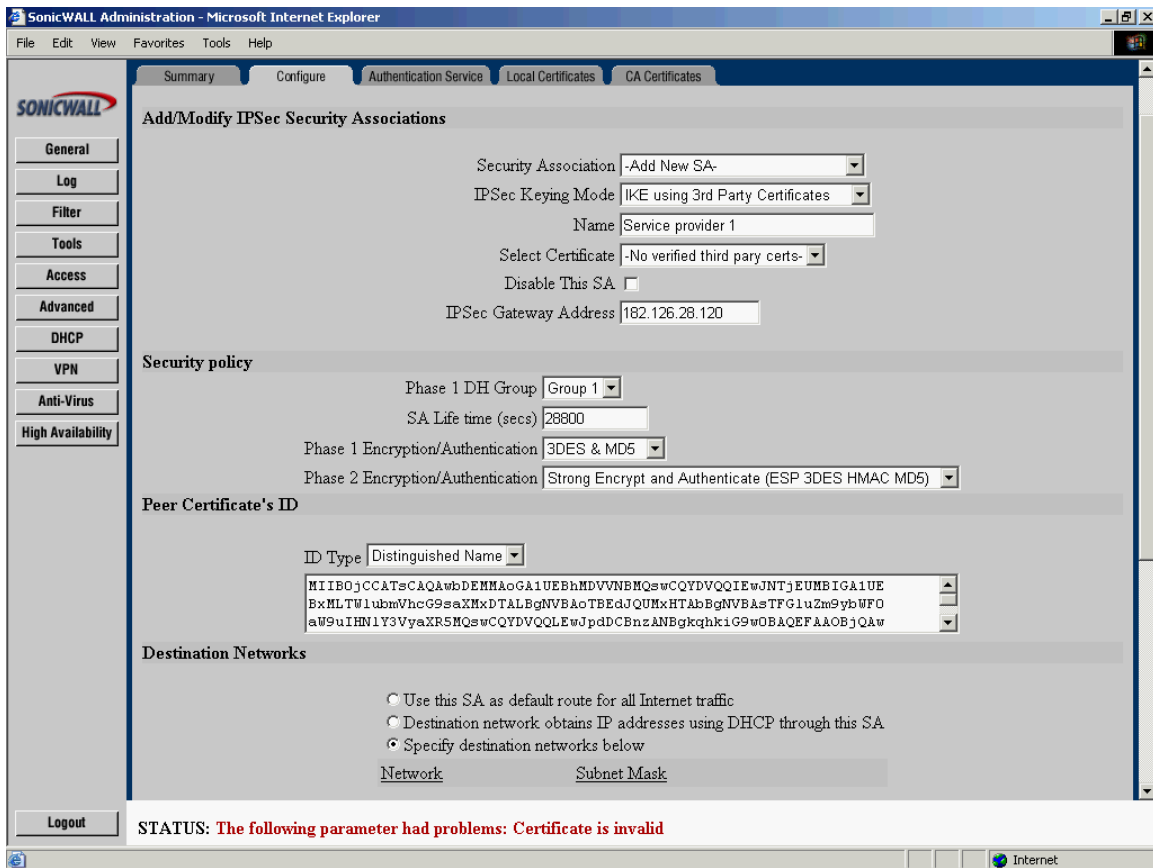 SonicWALL Administration - Microsoft Internet Explorer
File Edit View Favorites Tools Help
Summary Configure Authentication Service Local Certificates CA Certificates
SONICWALL
General
Log
Filter
Tools
Access
Advanced
DHCP
VPN
Anti-Virus
High Availability
Logout
Add/Modify IPSec Security Associations
Security Association -Add New SA-
IPSec Keying Mode IKE using 3rd Party Certificates
Name Service provider 1
Select Certificate -No verified third pary certs-
Disable This SA
IPSec Gateway Address 182.126.28.120
Security policy
Phase 1 DH Group Group 1
SA Life time (secs) 28800
Phase 1 Encryption/Authentication 3DES & MD5
Phase 2 Encryption/Authentication Strong Encrypt and Authenticate (ESP 3DES HMAC MD5)
Peer Certificate's ID
ID Type Distinguished Name
MIIBOjCCATsCAQAwbDEMMAoGA1UEBhMDVVNBMQswCQYDVQQIEwJNTjEUMBIGA1UE
BxMLTWlubmVhcG9saXMxDTALBgNVBAoTBEdJQUMxHTAbBgNVBAsTFGluZm9ybWF0
aW9uIHNlY3VyaXR5MQswCQYDVQQLEwJpdDCBnzANBgkqhkiG9w0BAQEFAAOBjQAw
Destination Networks
Use this SA as default route for all Internet traffic
Destination network obtains IP addresses using DHCP through this SA
Specify destination networks below
Network Subnet Mask
STATUS: The following parameter had problems: Certificate is invalid
Internet